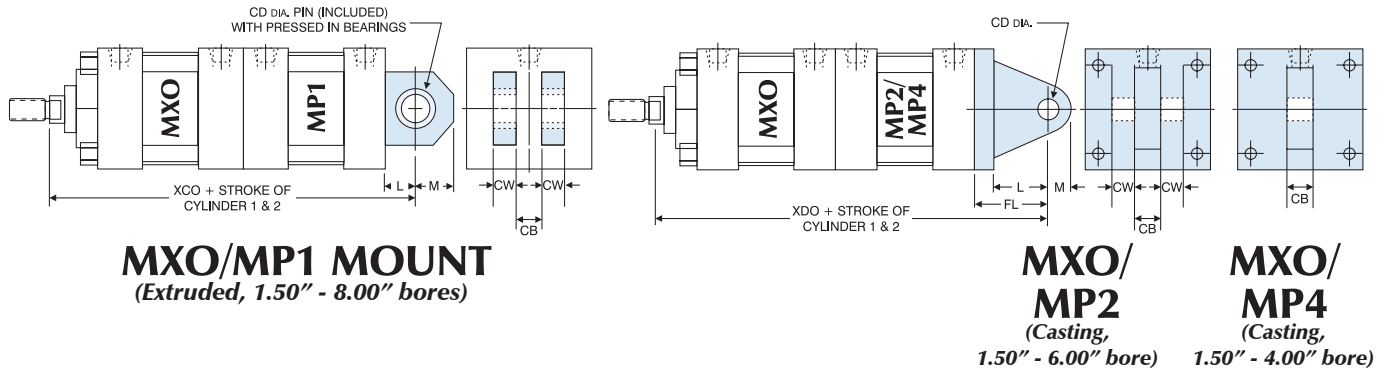 CD DIA. PIN (INCLUDED)
WITH PRESSED IN BEARINGS
MXO
MP1
L
M
CW
CW
CB
XCO + STROKE OF
CYLINDER 1 & 2
MXO/MP1 MOUNT
(Extruded, 1.50" - 8.00" bores)
CD DIA.
MXO
MP2/
MP4
L
M
FL
CW
CW
CB
CB
XDO + STROKE OF
CYLINDER 1 & 2
MXO/
MP2
(Casting,
1.50" - 6.00" bore)
MXO/
MP4
(Casting,
1.50" - 4.00" bore)